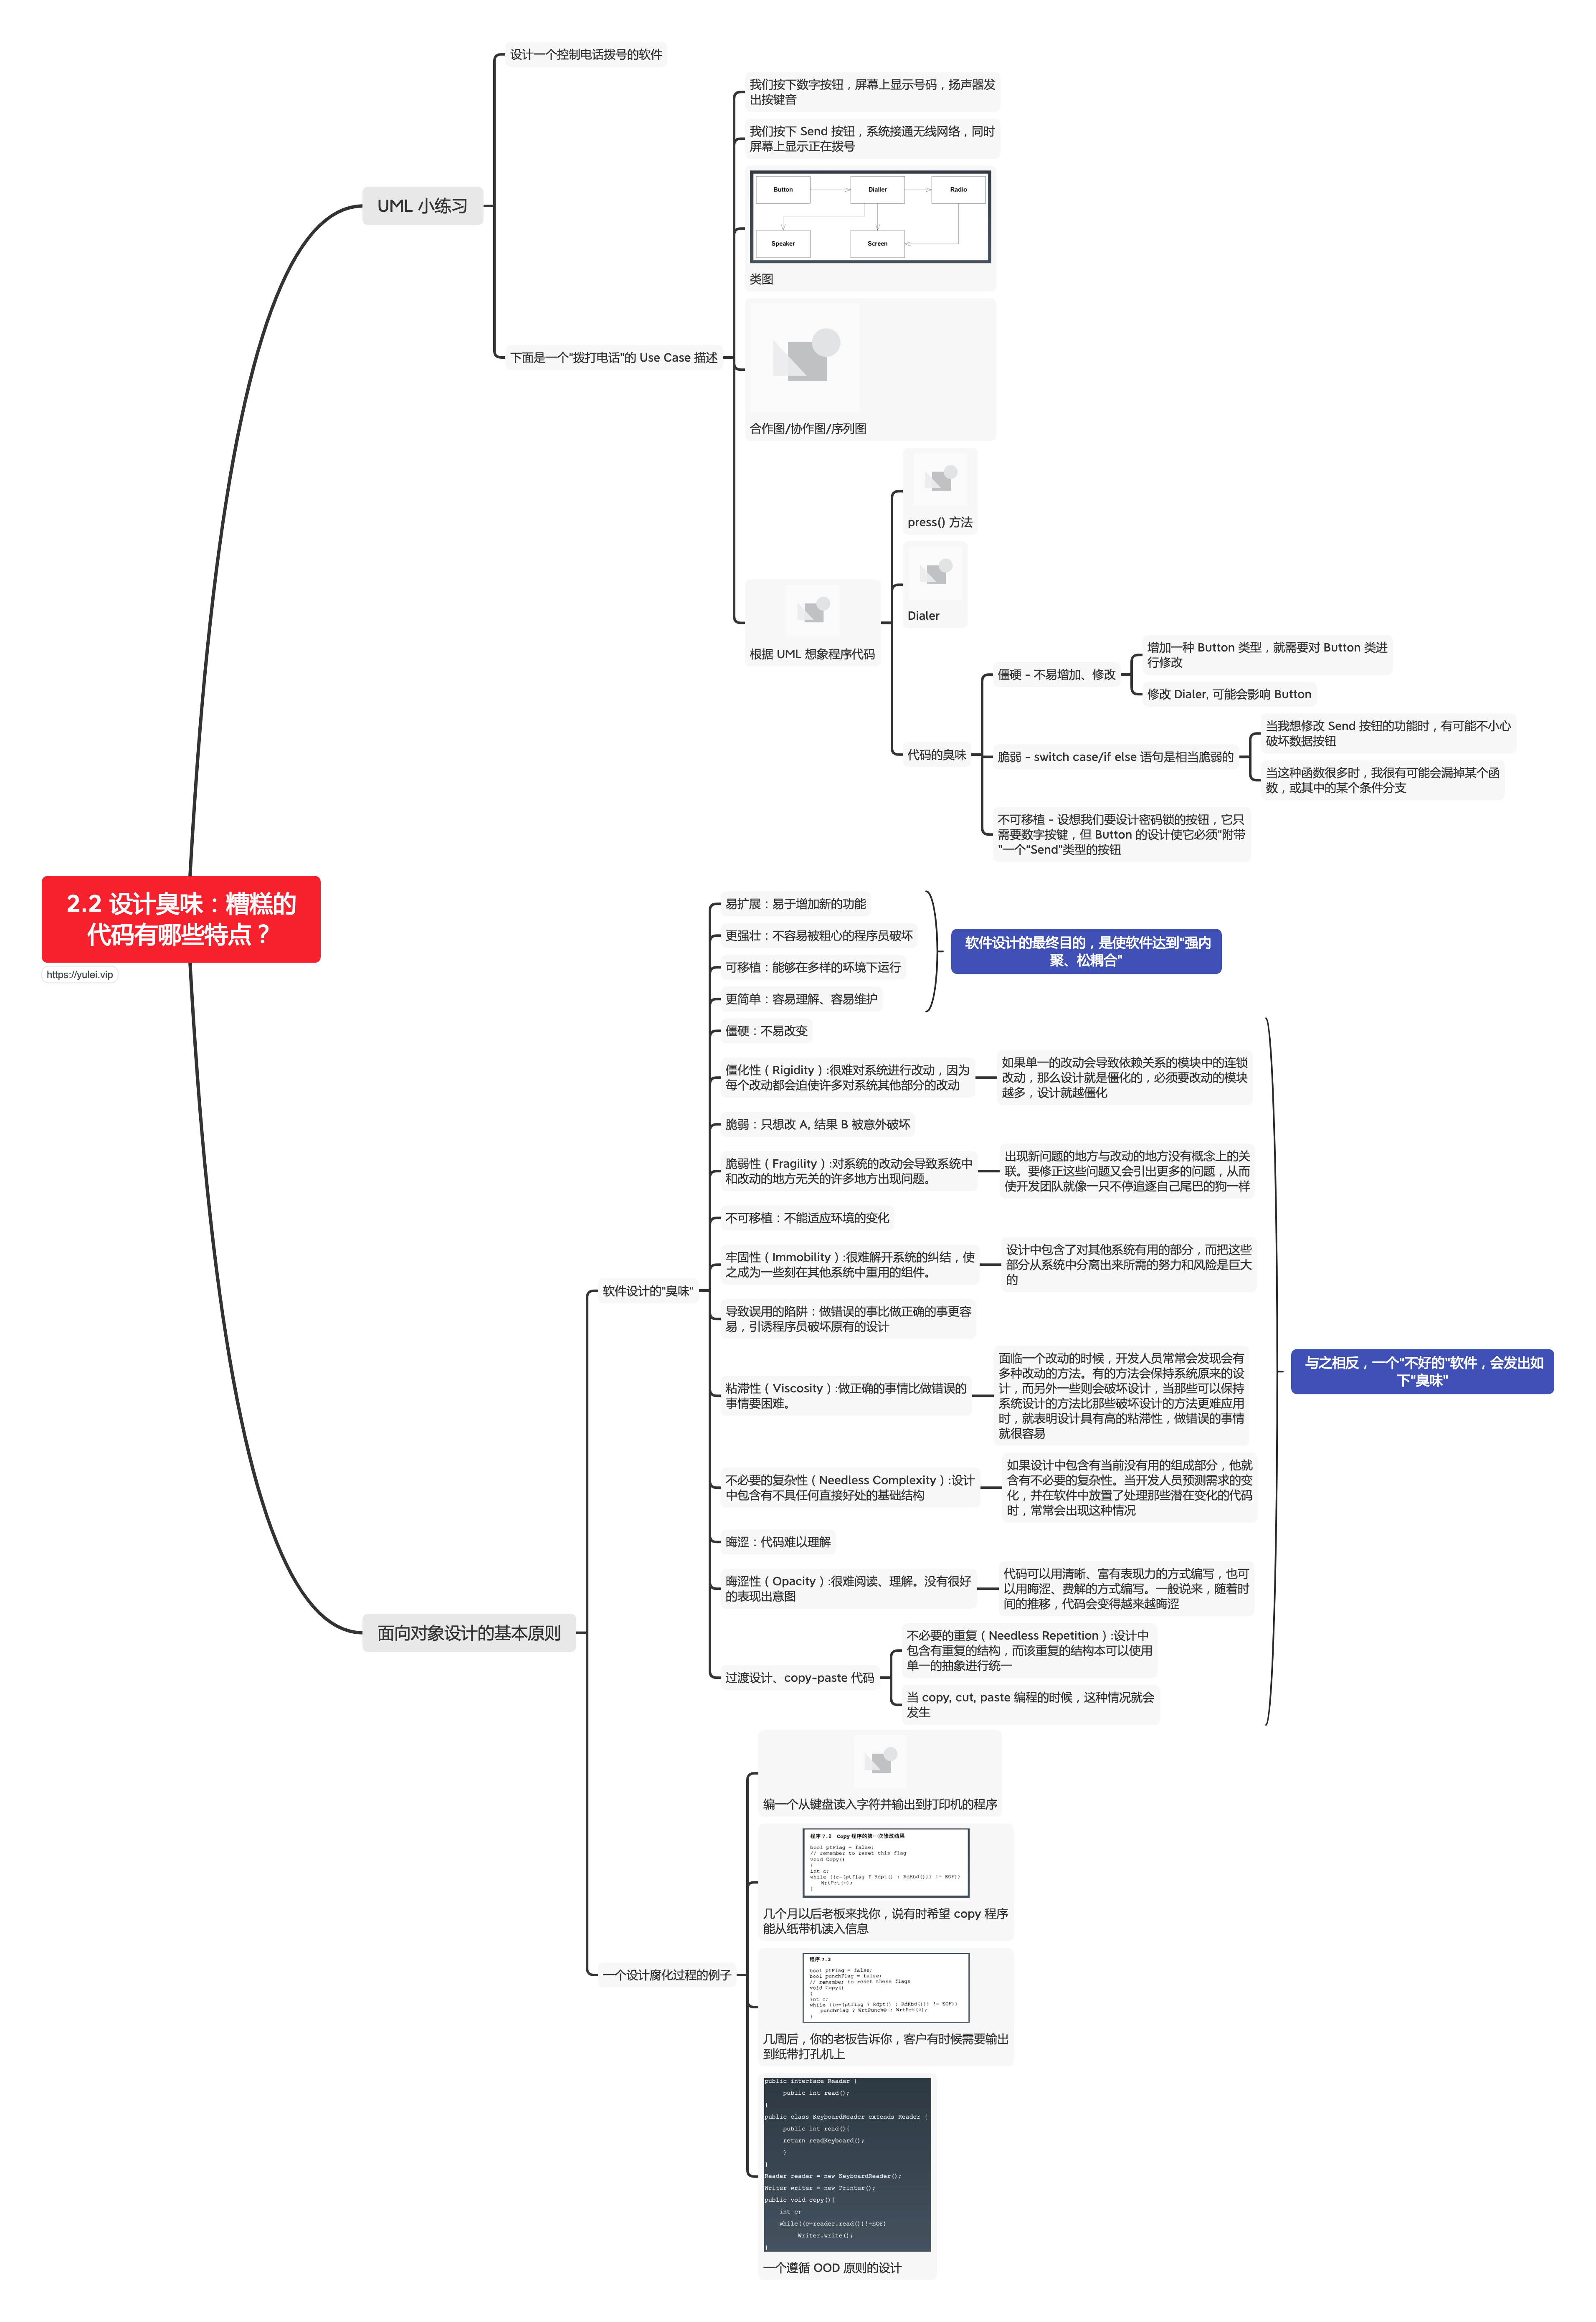 2.2 设计臭味：糟糕的
代码有哪些特点？
https://yulei.vip
UML 小练习
设计一个控制电话拨号的软件
下面是一个“拨打电话”的 Use Case 描述
我们按下数字按钮，屏幕上显示号码，扬声器发
出按键音
我们按下 Send 按钮，系统接通无线网络，同时
屏幕上显示正在拨号
Button
Dialler
Radio
Speaker
Screen
类图
合作图/协作图/序列图
根据 UML 想象程序代码
press() 方法
Dialer
代码的臭味
僵硬 - 不易增加、修改
增加一种 Button 类型，就需要对 Button 类进
行修改
修改 Dialer, 可能会影响 Button
脆弱 - switch case/if else 语句是相当脆弱的
当我想修改 Send 按钮的功能时，有可能不小心
破坏数据按钮
当这种函数很多时，我很有可能会漏掉某个函
数，或其中的某个条件分支
不可移植 - 设想我们要设计密码锁的按钮，它只
需要数字按键，但 Button 的设计使它必须"附带
"一个“Send”类型的按钮
面向对象设计的基本原则
软件设计的"臭味"
易扩展：易于增加新的功能
更强壮：不容易被粗心的程序员破坏
可移植：能够在多样的环境下运行
更简单：容易理解、容易维护
软件设计的最终目的，是使软件达到"强内
聚、松耦合"
僵硬：不易改变
僵化性（Rigidity）:很难对系统进行改动，因为
每个改动都会迫使许多对系统其他部分的改动
如果单一的改动会导致依赖关系的模块中的连锁
改动，那么设计就是僵化的，必须要改动的模块
越多，设计就越僵化
脆弱：只想改 A, 结果 B 被意外破坏
脆弱性（Fragility）:对系统的改动会导致系统中
和改动的地方无关的许多地方出现问题。
出现新问题的地方与改动的地方没有概念上的关
联。要修正这些问题又会引出更多的问题，从而
使开发团队就像一只不停追逐自己尾巴的狗一样
不可移植：不能适应环境的变化
牢固性（Immobility）:很难解开系统的纠结，使
之成为一些刻在其他系统中重用的组件。
设计中包含了对其他系统有用的部分，而把这些
部分从系统中分离出来所需的努力和风险是巨大
的
导致误用的陷阱：做错误的事比做正确的事更容
易，引诱程序员破坏原有的设计
粘滞性（Viscosity）:做正确的事情比做错误的
事情要困难。
面临一个改动的时候，开发人员常常会发现会有
多种改动的方法。有的方法会保持系统原来的设
计，而另外一些则会破坏设计，当那些可以保持
系统设计的方法比那些破坏设计的方法更难应用
时，就表明设计具有高的粘滞性，做错误的事情
就很容易
不必要的复杂性（Needless Complexity）:设计
中包含有不具任何直接好处的基础结构
如果设计中包含有当前没有用的组成部分，他就
含有不必要的复杂性。当开发人员预测需求的变
化，并在软件中放置了处理那些潜在变化的代码
时，常常会出现这种情况
晦涩：代码难以理解
晦涩性（Opacity）:很难阅读、理解。没有很好
的表现出意图
代码可以用清晰、富有表现力的方式编写，也可
以用晦涩、费解的方式编写。一般说来，随着时
间的推移，代码会变得越来越晦涩
过渡设计、copy-paste 代码
不必要的重复（Needless Repetition）:设计中
包含有重复的结构，而该重复的结构本可以使用
单一的抽象进行统一
当 copy, cut, paste 编程的时候，这种情况就会
发生
与之相反，一个"不好的"软件，会发出如
下"臭味"
一个设计腐化过程的例子
编一个从键盘读入字符并输出到打印机的程序
程序 7.2 Copy 程序的第一次修改结果
bool ptFlag = false;
// remember to reset this flag
void Copy()
{
int c;
while ((c=(ptflag ? Rdpt() : RdKbd())) != EOF))
WrtPrt(c);
}
几个月以后老板来找你，说有时希望 copy 程序
能从纸带机读入信息
程序 7.3
bool ptFlag = false;
bool punchFlag = false;
// remember to reset these flags
void Copy()
{
int c;
while ((c=(ptflag ? Rdpt() : RdKbd())) != EOF))
punchFlag ? WrtPunch(c) : WrtPrt(c);
}
几周后，你的老板告诉你，客户有时候需要输出
到纸带打孔机上
public interface Reader {
public int read();
}
public class KeyboardReader extends Reader {
public int read(){
return readKeyboard();
}
}
Reader reader = new KeyboardReader();
Writer writer = new Printer();
public void copy(){
int c;
while((c=reader.read())!=EOF)
Writer.write();
}
一个遵循 OOD 原则的设计